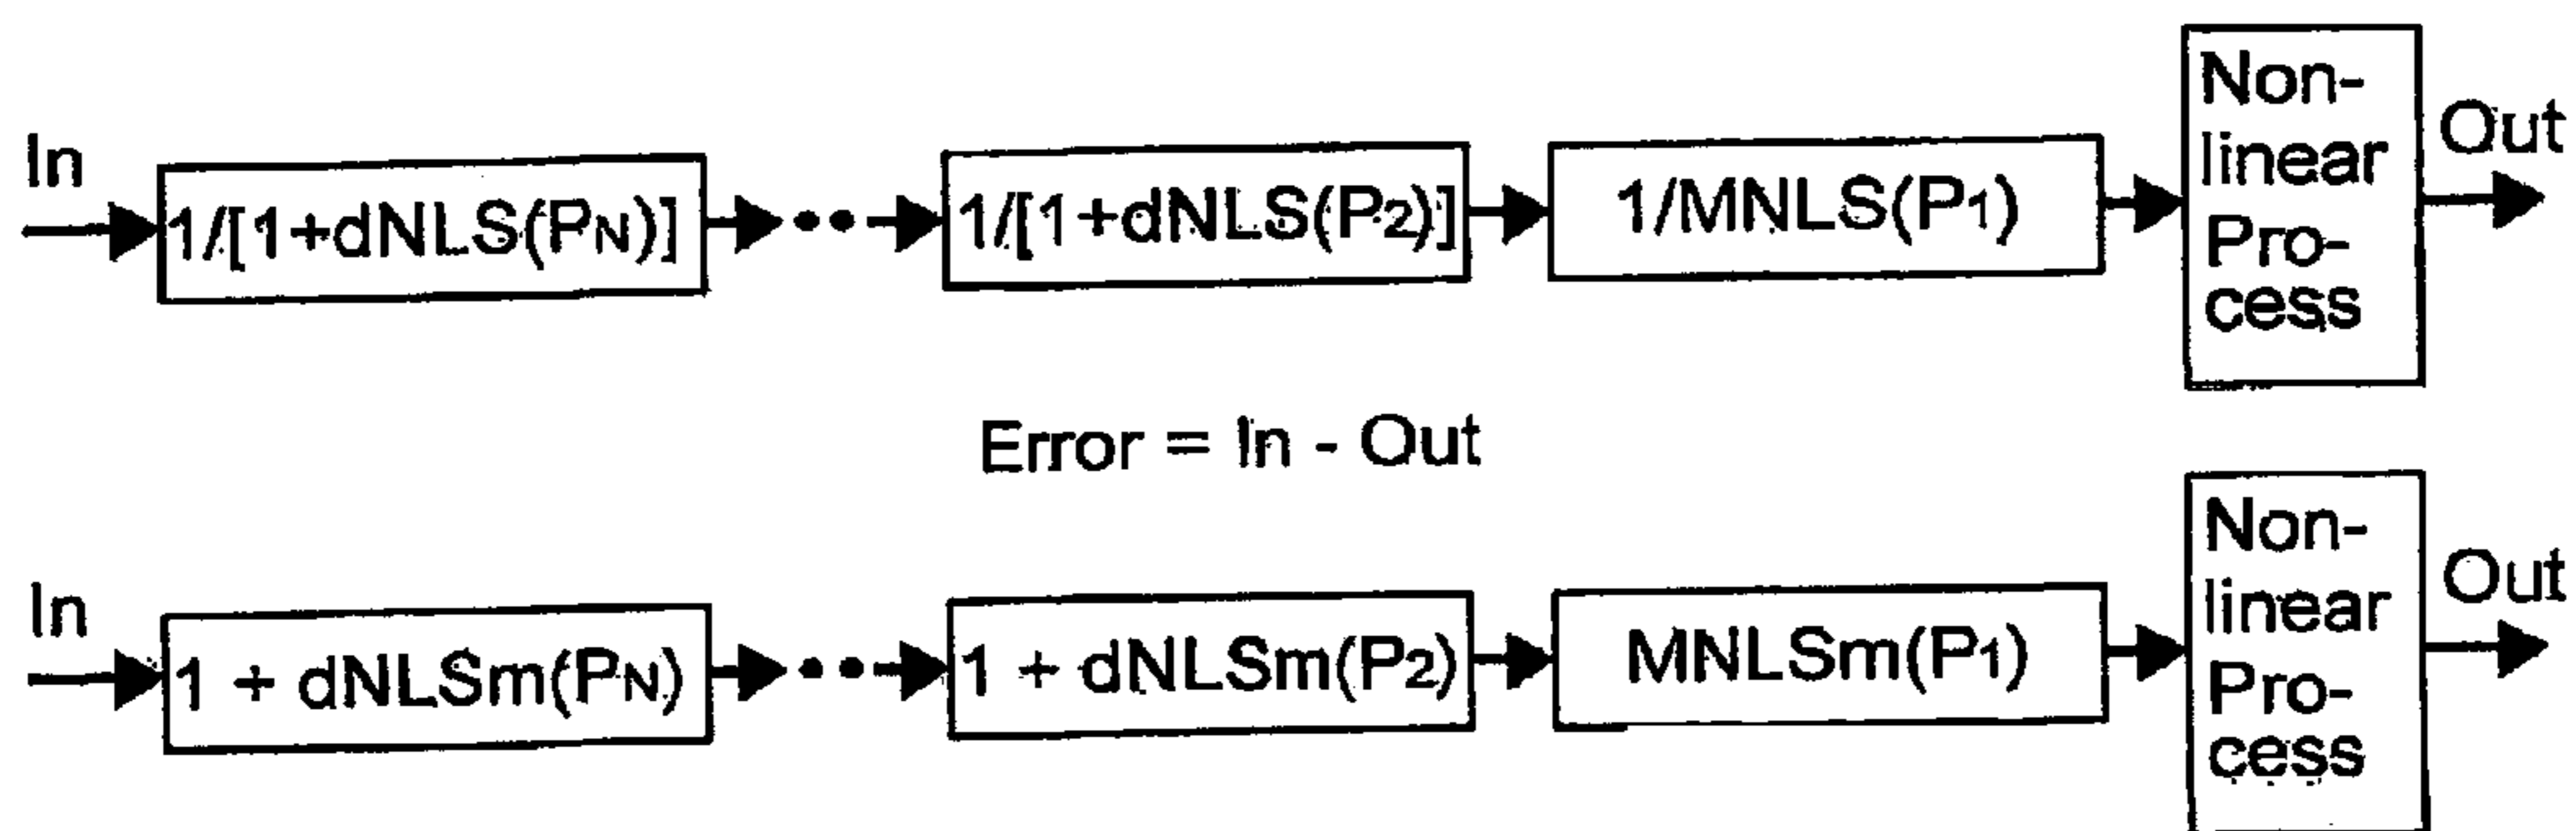 In
1/[1+dNLS(PN)]
1/[1+dNLS(P2)]
1/MNLS(P1)
Non-
linear
Pro-
cess
Out
Error = In - Out
In
1 + dNLSm(PN)
1 + dNLSm(P2)
MNLSm(P1)
Non-
linear
Pro-
cess
Out